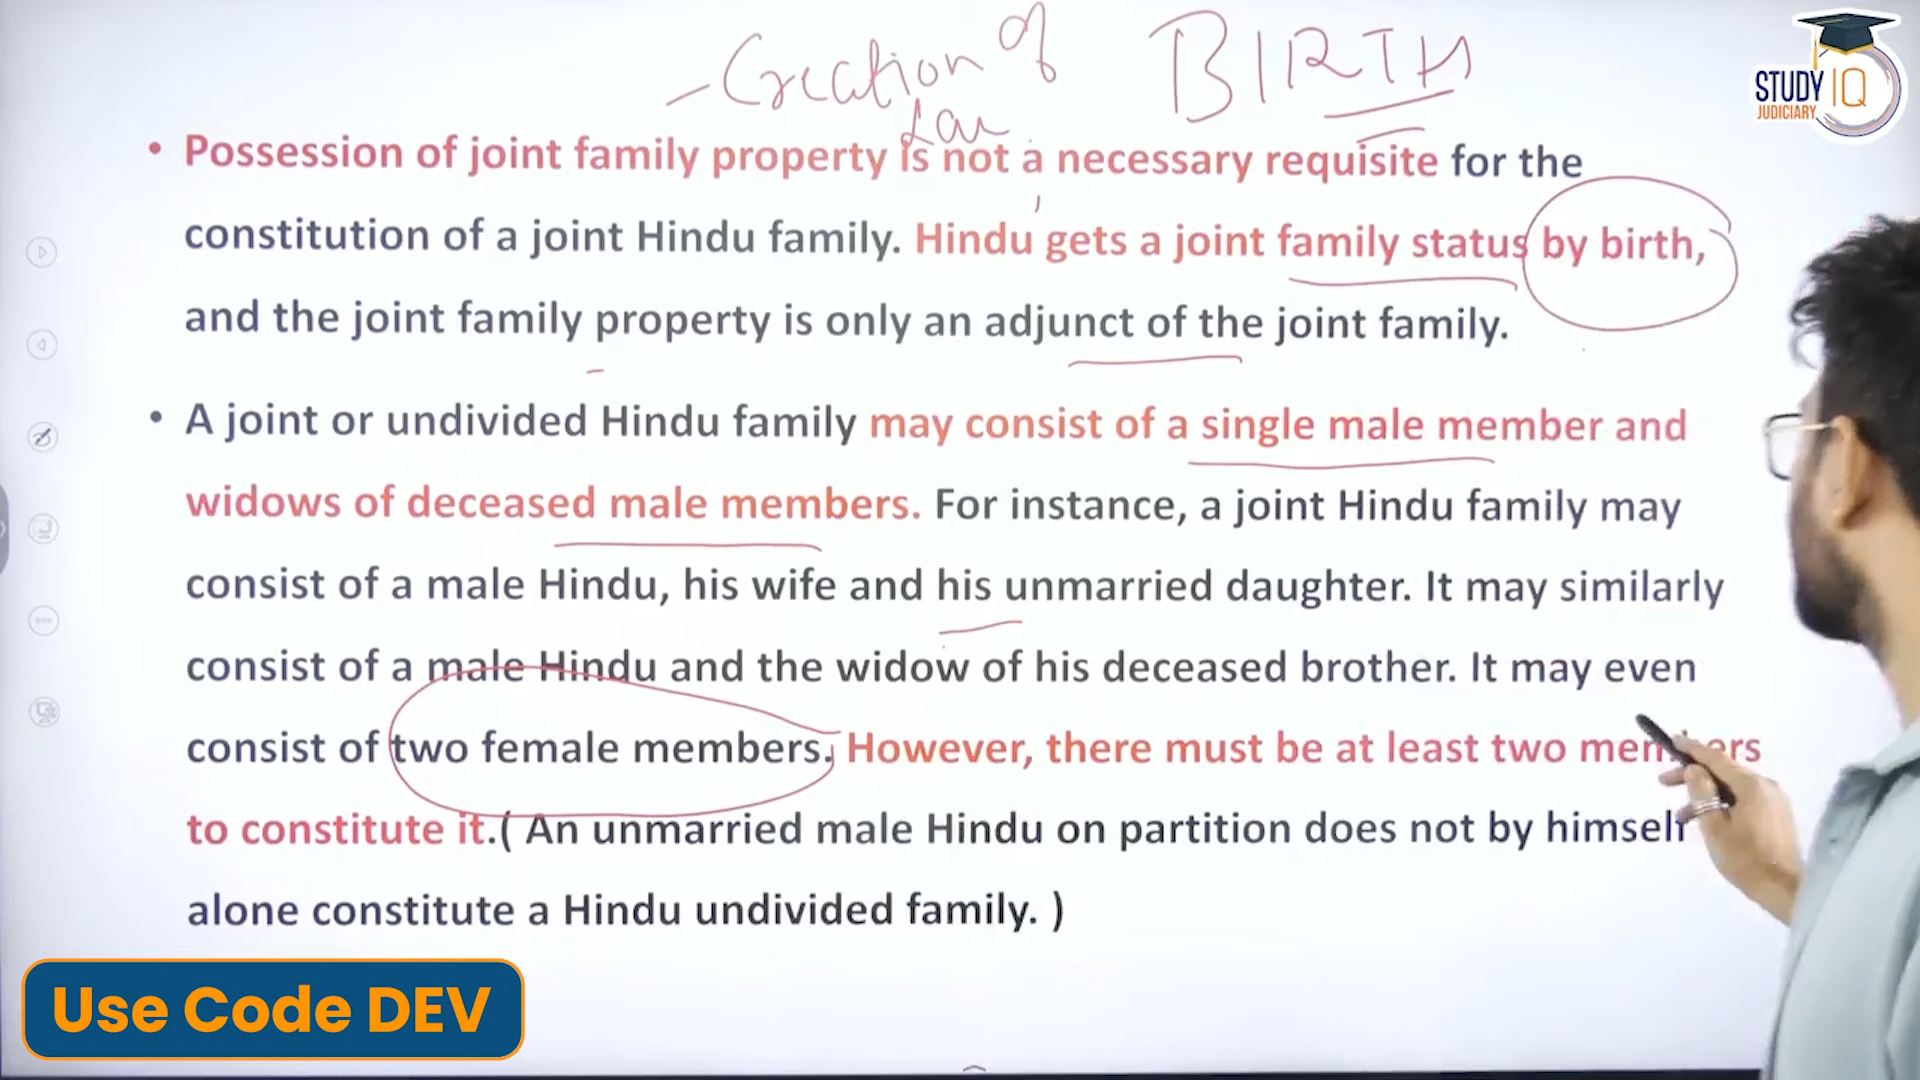 - Creation of BIRTH
Law
STUDY IQ
JUDICIARY
• Possession of joint family property is not a necessary requisite for the
constitution of a joint Hindu family. Hindu gets a joint family status by birth,
and the joint family property is only an adjunct of the joint family.
• A joint or undivided Hindu family may consist of a single male member and
widows of deceased male members. For instance, a joint Hindu family may
consist of a male Hindu, his wife and his unmarried daughter. It may similarly
consist of a male Hindu and the widow of his deceased brother. It may even
consist of two female members. However, there must be at least two members
to constitute it.( An unmarried male Hindu on partition does not by himself
alone constitute a Hindu undivided family. )
Use Code DEV